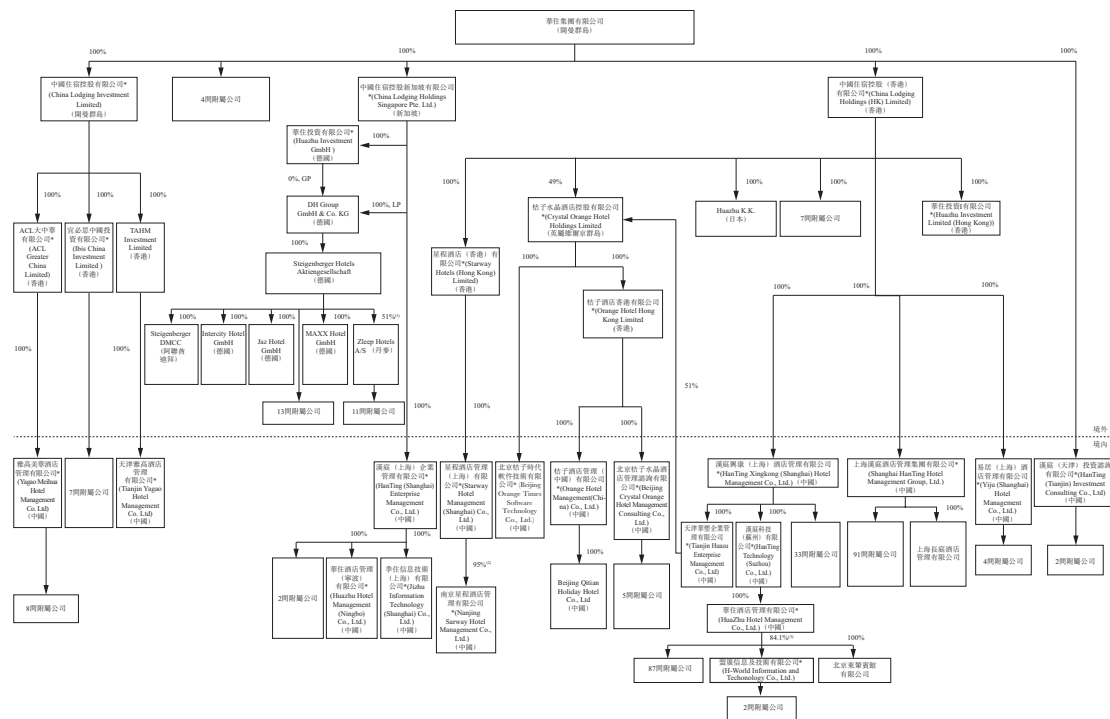 華住集團有限公司
(開曼群島)
100%
100%
100%
100%
100%
中國住宿控股有限公司*
(China Lodging Investment
Limited)
(開曼群島)
4間附屬公司
中國住宿控股新加坡有限公司
*(China Lodging Holdings
Singapore Pte. Ltd.)
(新加坡)
中國住宿控股（香港）
有限公司*(China Lodging
Holdings (HK) Limited)
(香港)
華住投資有限公司*
(Huazhu Investment
GmbH )
(德國)
100%
0%, GP
DH Group
GmbH & Co. KG
(德國)
100%, LP
100%
Steigenberger Hotels
Aktiengesellschaft
(德國)
100%
100%
100%
100%
51%⁽¹⁾
Steigenberger
DMCC
(阿聯酋
迪拜)
Intercity Hotel
GmbH
(德國)
Jaz Hotel
GmbH
(德國)
MAXX Hotel
GmbH
(德國)
Zleep Hotels
A/S (丹麥)
13間附屬公司
11間附屬公司
100%
100%
100%
ACL大中華有
限公司*
(ACL
Greater
China Limited)
(香港)
宜必思中國投
資有限公司*
(Ibis China
Investment
Limited )
(香港)
TAHM
Investment
Limited
(香港)
100%
49%
100%
100%
100%
星程酒店（香港）有
限公司*(Starway
Hotels (Hong Kong)
Limited)
(香港)
桔子水晶酒店控股有限公司
*(Crystal Orange Hotel
Holdings Limited)
(英屬維爾京群島)
Huazhu K.K.
(日本)
7間附屬公司
華住投資I有限公司
*(Huazhu Investment
Limited (Hong Kong))
(香港)
100%
100%
桔子酒店香港有限公司
*(Orange Hotel Hong
Kong Limited
(香港)
100%
100%
100%
51%
100%
100%
100%
100%
100%
100%
100%
境外
境內
雅高美華酒店
管理有限公司*
(Yagao Meihua Hotel
Management Co. Ltd)
(中國)
7間附屬公司
天津雅高酒店
管理
有限公司*
(Tianjin Yagao Hotel
Management Co. Ltd)
(中國)
漢庭（上海）企業
管理有限公司*
(HanTing (Shanghai)
Enterprise
Management Co., Ltd.)
(中國)
星程酒店管理
（上海）有限公司
*(Starway Hotel
Management
(Shanghai) Co., Ltd.)
(中國)
北京桔子時代
軟件技術有限
公司* (Beijing
Orange Times
Software
Technology
Co., Ltd.)
(中國)
桔子酒店管理（
中國）有限公司*
(Orange Hotel
Management(Chi-
na) Co., Ltd.)
(中國)
北京桔子水晶酒
店管理諮詢有限
公司*(Beijing
Crystal Orange Hotel
Management Consulting
Co., Ltd.)
(中國)
漢庭興康（上海）酒店管理有限公司
*(HanTing Xingkong (Shanghai) Hotel
Management Co., Ltd.) (中國)
上海漢庭酒店管理集團有限公司*
(Shanghai HanTing Hotel
Management Group, Ltd.)
(中國)
易居（上海）酒
店管理有限公司*
(Yiju (Shanghai)
Hotel Management
Co., Ltd.)
(中國)
漢庭（天津）投資諮詢有
限公司*(HanTing
(Tianjin) Investment
Consulting Co., Ltd)
(中國)
8間附屬公司
100%
100%
2間附屬公司
華住酒店管理
(寧波)
有限公司*
(Huazhu Hotel
Management
(Ningbo) Co., Ltd.)
(中國)
季住信息技術
（上海）有限公
司*(Jizhu
Information
Technology
(Shanghai) Co.,
Ltd.)
(中國)
95%⁽²⁾
南京星程酒店管
理有限公司
*(Nanjing
Sarway Hotel
Management Co.,
Ltd.)
(中國)
100%
Beijing Qitian
Holiday Hotel Co.,
Ltd
(中國)
5間附屬公司
100%
100%
100%
天津華塑企業管
理有限公司
*(Tianjin Huasu
Enterprise
Management
Co., Ltd)
(中國)
漢庭科技
（蘇州）有限
公司*(HanTing
Technology
(Suzhou) Co.,
Ltd.)
(中國)
33間附屬公司
91間附屬公司
上海長庭酒店管理
有限公司
4間附屬公司
2間附屬公司
100%
華住酒店管理有限公司*
(HuaZhu Hotel Management
Co., Ltd.) (中國)
84.1%⁽³⁾
100%
87間附屬公司
盟廣信息及技術有限公司*
(H-World Information and
Techonology Co., Ltd.)
北京東肇賓館
有限公司
2間附屬公司